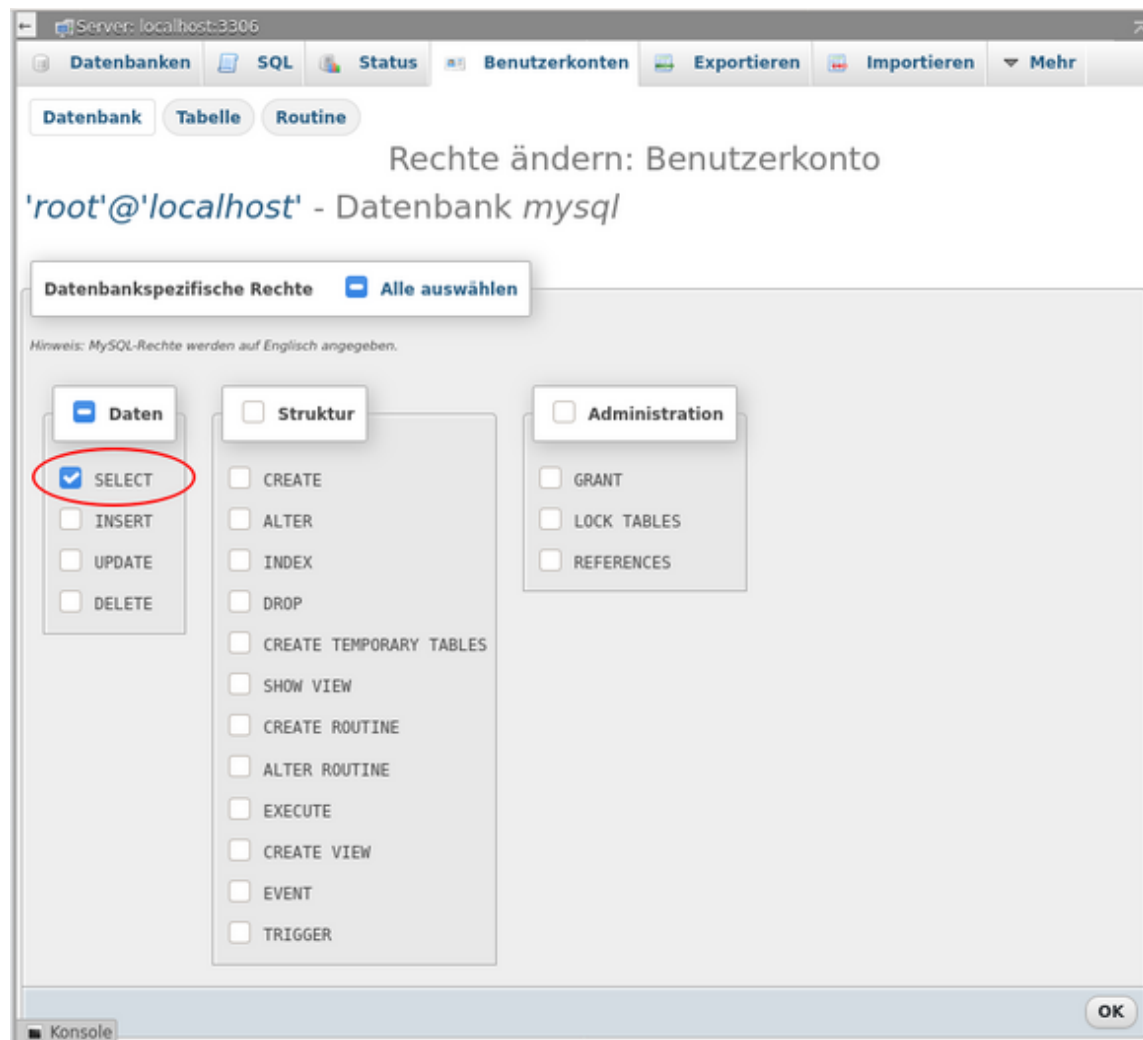 Server: localhost:3306
Datenbanken SQL Status Benutzerkonten Exportieren Importieren Mehr
Datenbank Tabelle Routine
Rechte ändern: Benutzerkonto
'root'@'localhost' - Datenbank mysql
Datenbankspezifische Rechte Alle auswählen
Hinweis: MySQL-Rechte werden auf Englisch angegeben.
Daten
SELECT
INSERT
UPDATE
DELETE
Struktur
CREATE
ALTER
INDEX
DROP
CREATE TEMPORARY TABLES
SHOW VIEW
CREATE ROUTINE
ALTER ROUTINE
EXECUTE
CREATE VIEW
EVENT
TRIGGER
Administration
GRANT
LOCK TABLES
REFERENCES
OK
Konsole